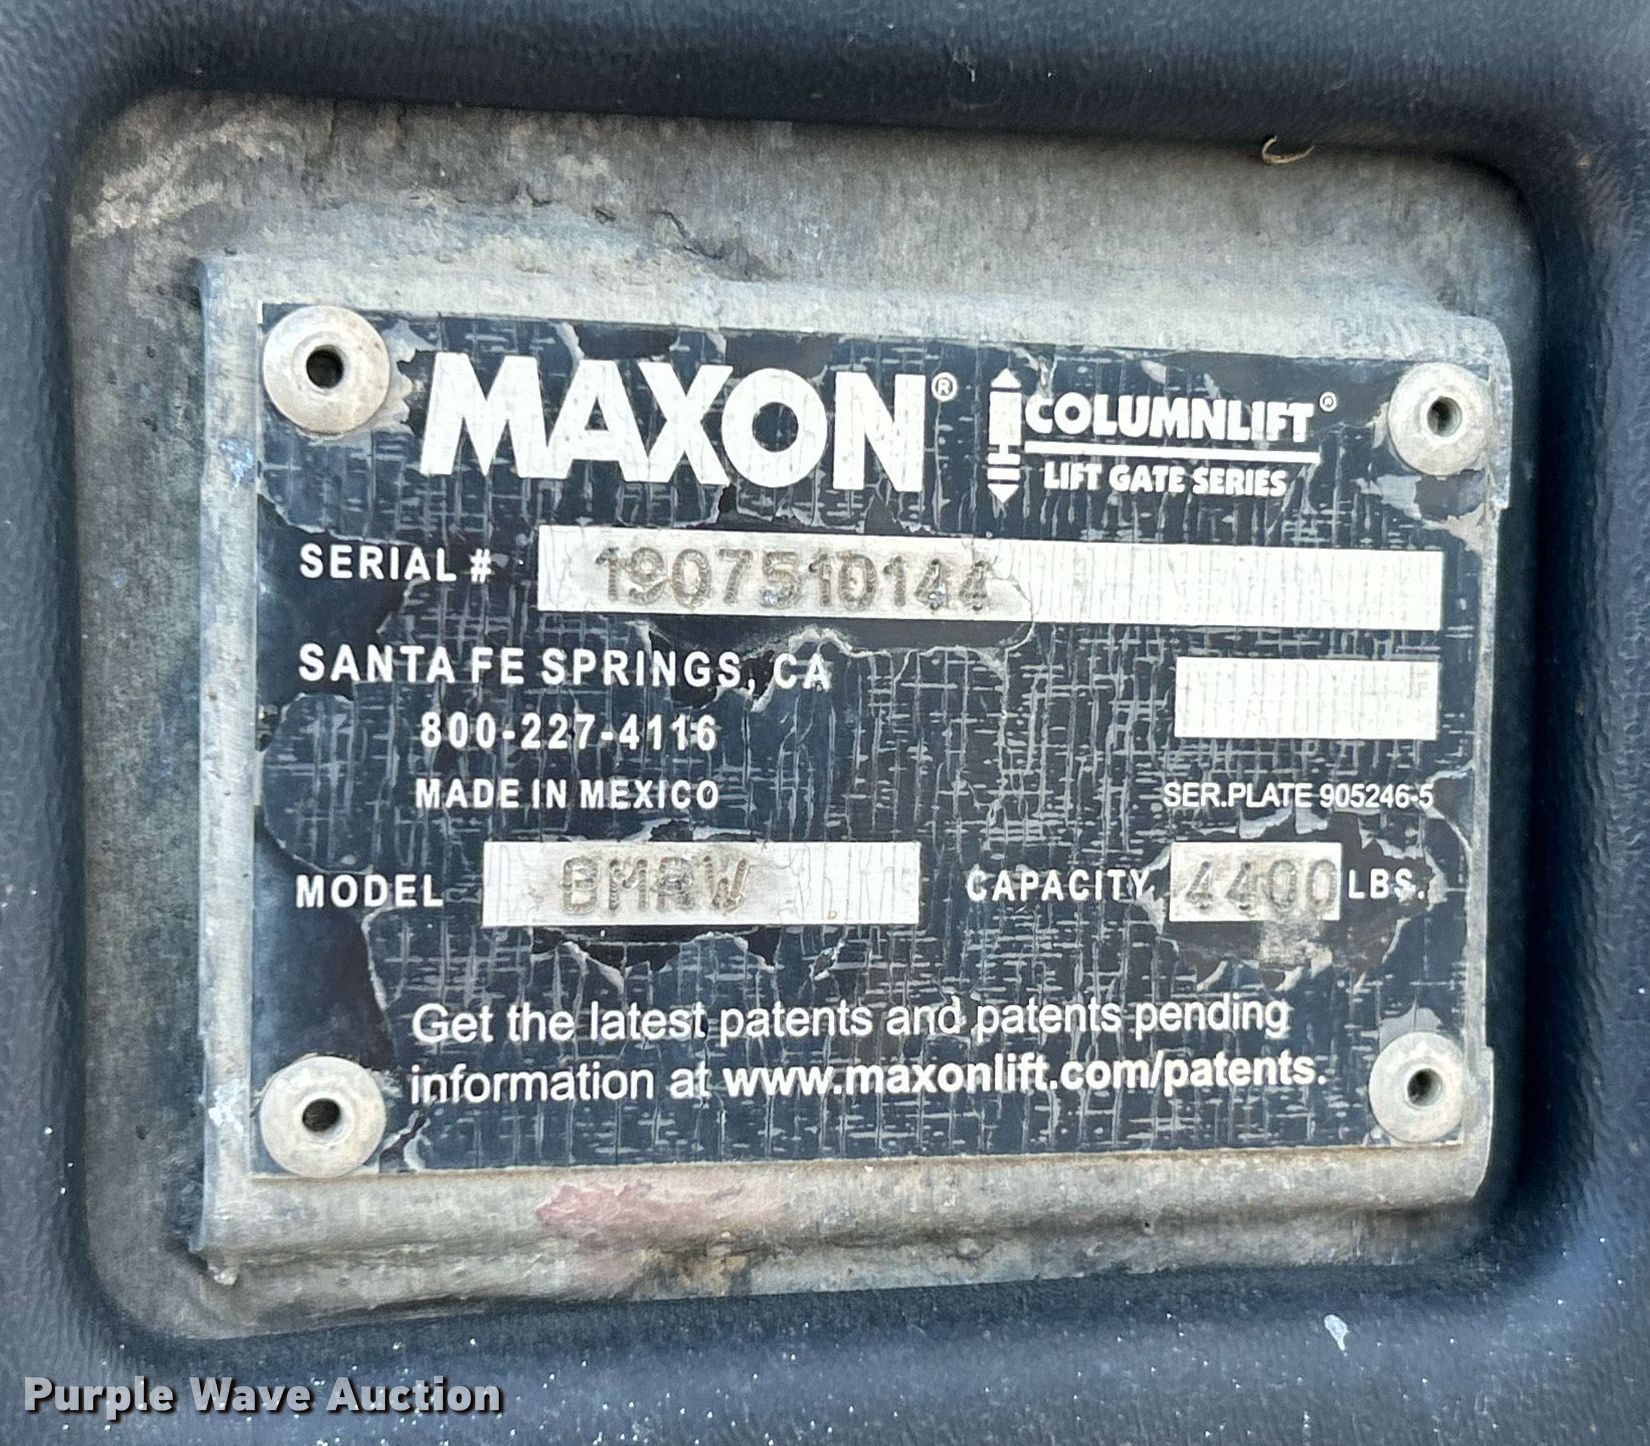 MAXON® COLUMNLIFT®
LIFT GATE SERIES
SERIAL # 1907510144
SANTA FE SPRINGS, CA
800-227-4116
MADE IN MEXICO
SER.PLATE 905246-5
MODEL BMRW CAPACITY 4400 LBS.
Get the latest patents and patents pending
information at www.maxonlift.com/patents.
Purple Wave Auction